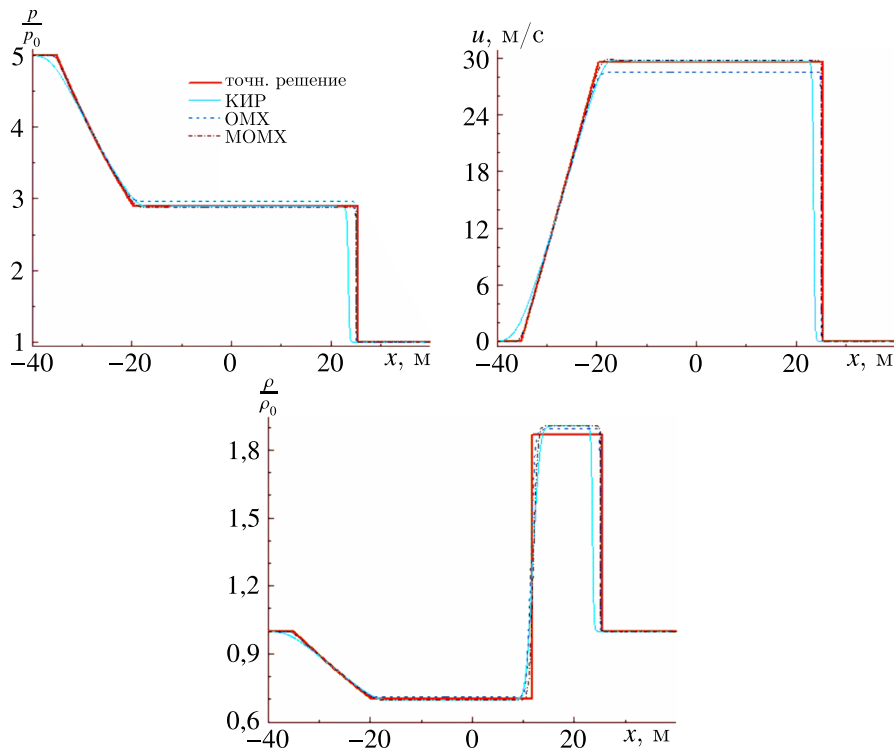 p/p₀
5
4
3
2
1
−40 −20 0 20 x, м
точн. решение
КИР
ОМХ
МОМХ
u, м/с
30
24
18
12
6
0
−40 −20 0 20 x, м
ρ/ρ₀
1,8
1,5
1,2
0,9
0,6
−40 −20 0 20 x, м